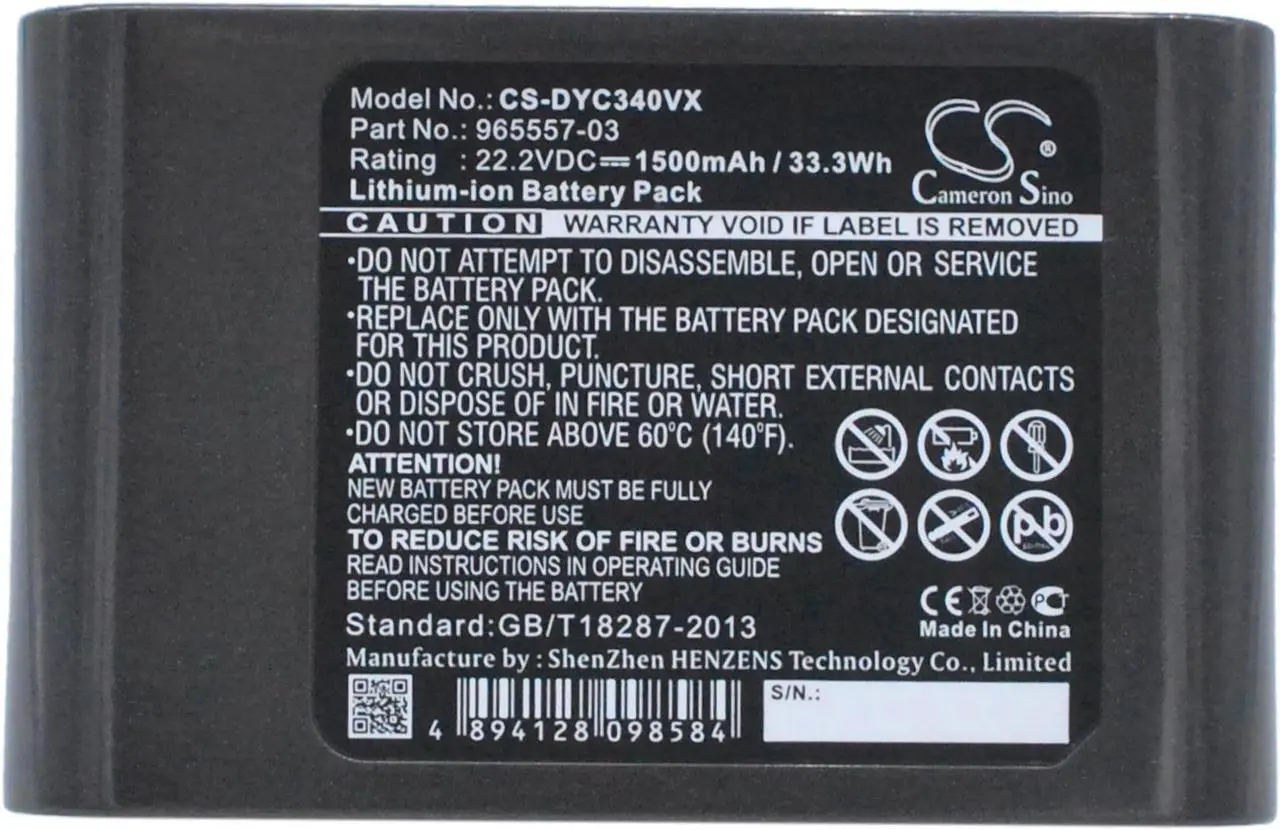 Model No.: CS-DYC340VX
Part No.: 965557-03
Rating : 22.2VDC⎓1500mAh / 33.3Wh
Lithium-ion Battery Pack
CS®
Cameron Sino
CAUTION WARRANTY VOID IF LABEL IS REMOVED
•DO NOT ATTEMPT TO DISASSEMBLE, OPEN OR SERVICE
THE BATTERY PACK.
•REPLACE ONLY WITH THE BATTERY PACK DESIGNATED
FOR THIS PRODUCT.
•DO NOT CRUSH, PUNCTURE, SHORT EXTERNAL CONTACTS
OR DISPOSE OF IN FIRE OR WATER.
•DO NOT STORE ABOVE 60°C (140°F).
ATTENTION!
NEW BATTERY PACK MUST BE FULLY
CHARGED BEFORE USE
TO REDUCE RISK OF FIRE OR BURNS
READ INSTRUCTIONS IN OPERATING GUIDE
BEFORE USING THE BATTERY
Pb
CE
PCT
Made In China
Standard:GB/T18287-2013
Manufacture by : ShenZhen HENZENS Technology Co., Limited
4 894128 098584
S/N.: